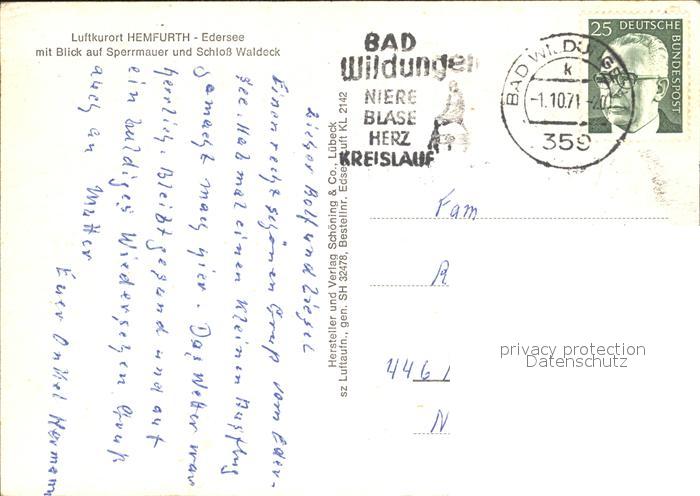 Luftkurort HEMFURTH - Edersee
mit Blick auf Sperrmauer und Schloß Waldeck
Lieber Rolf und Liesel
Einen recht schönen Gruß vom Eder-
see. Hab mal einen kleinen Ausflug
gemacht nach hier. Das Wetter war
herrlich. Bleibt gesund und auf
ein baldiges Wiedersehen. Gruß
auch an Mutter
Euer Onkel Hermann
Hersteller und Verlag Schöning & Co., Lübeck
sz Luftaufn., gen. SH 32478, Bestellnr. Edsee Luft KL 2142
BAD
Wildungen
NIERE
BLASE
HERZ
KREISLAUF
BAD WILDUNGEN
k
-1.10.71
359
25 DEUTSCHE
BUNDESPOST
Fam
R
4461
N
privacy protection
Datenschutz